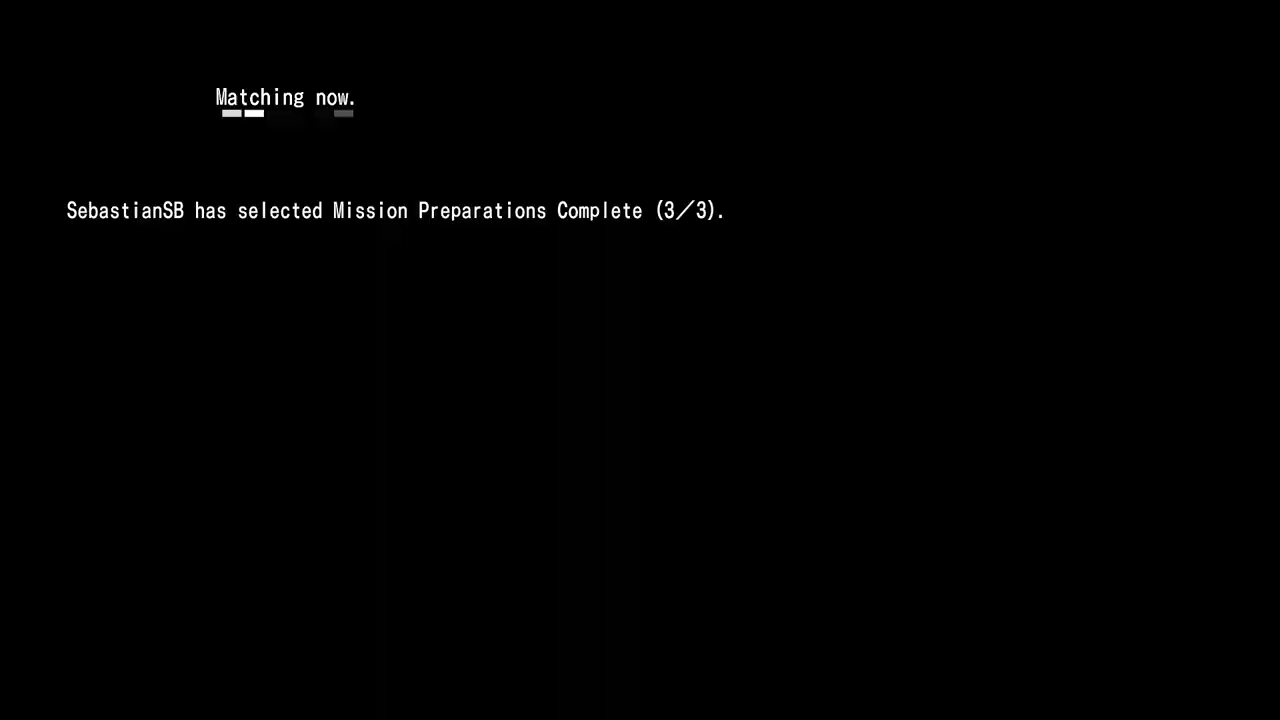 Matching now.
SebastianSB has selected Mission Preparations Complete (3/3).